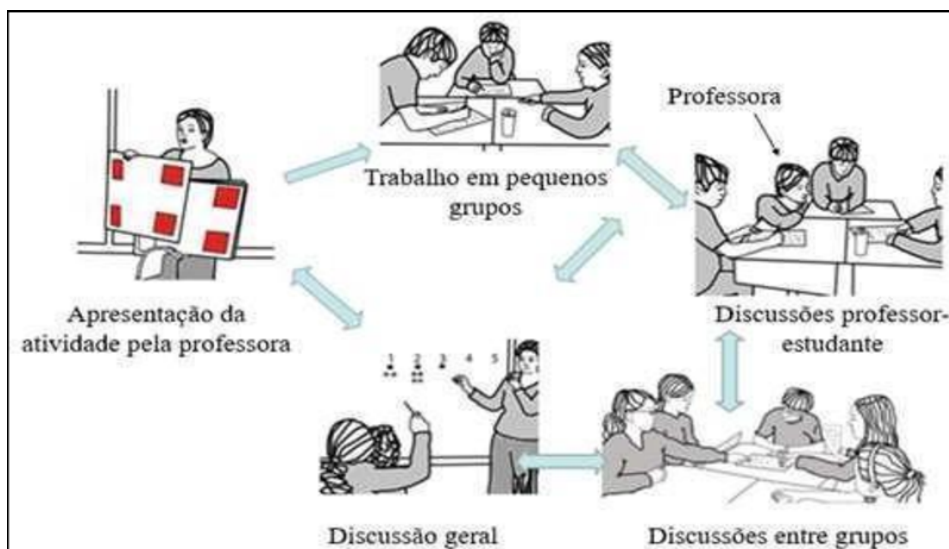 Professora
Trabalho em pequenos
grupos
Apresentação da
atividade pela professora
Discussões professor-
estudante
1 2 3 4 5
Discussão geral
Discussões entre grupos